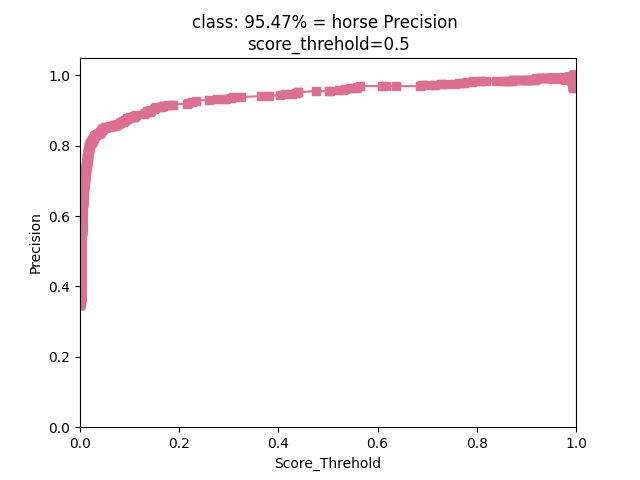 class: 95.47% = horse Precision
score_threhold=0.5
1.0
0.8
0.6
0.4
0.2
0.0
Precision
0.0 0.2 0.4 0.6 0.8 1.0
Score_Threhold